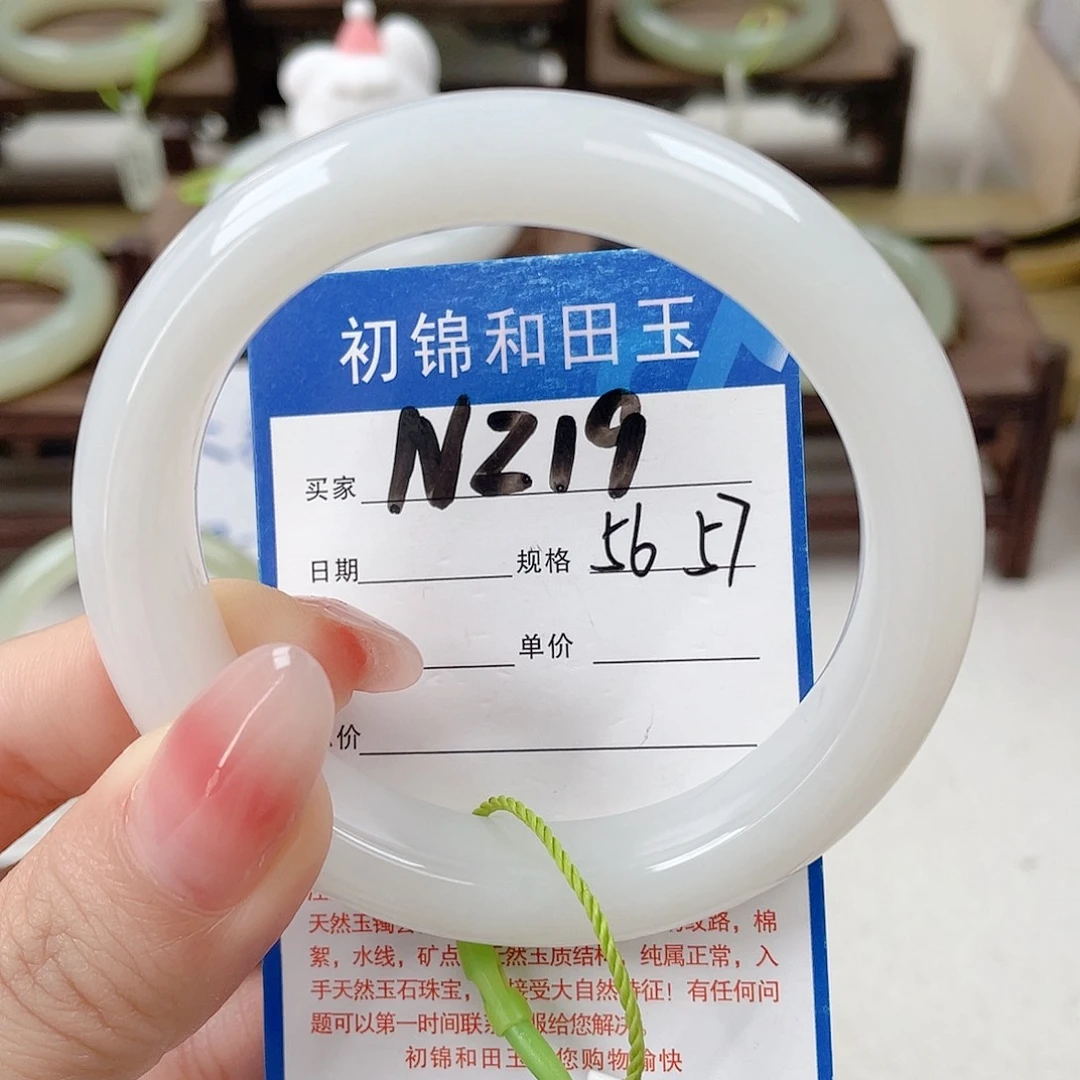 初锦和田玉
买家 NZ19
日期 规格 56 57
单价
价
天然玉镯 纹路，棉
絮，水线，矿点 然玉质结构，纯属正常，入
手天然玉石珠宝， 接受大自然特征！有任何问
题可以第一时间联系 服给您解决。
初锦和田玉 您购物愉快